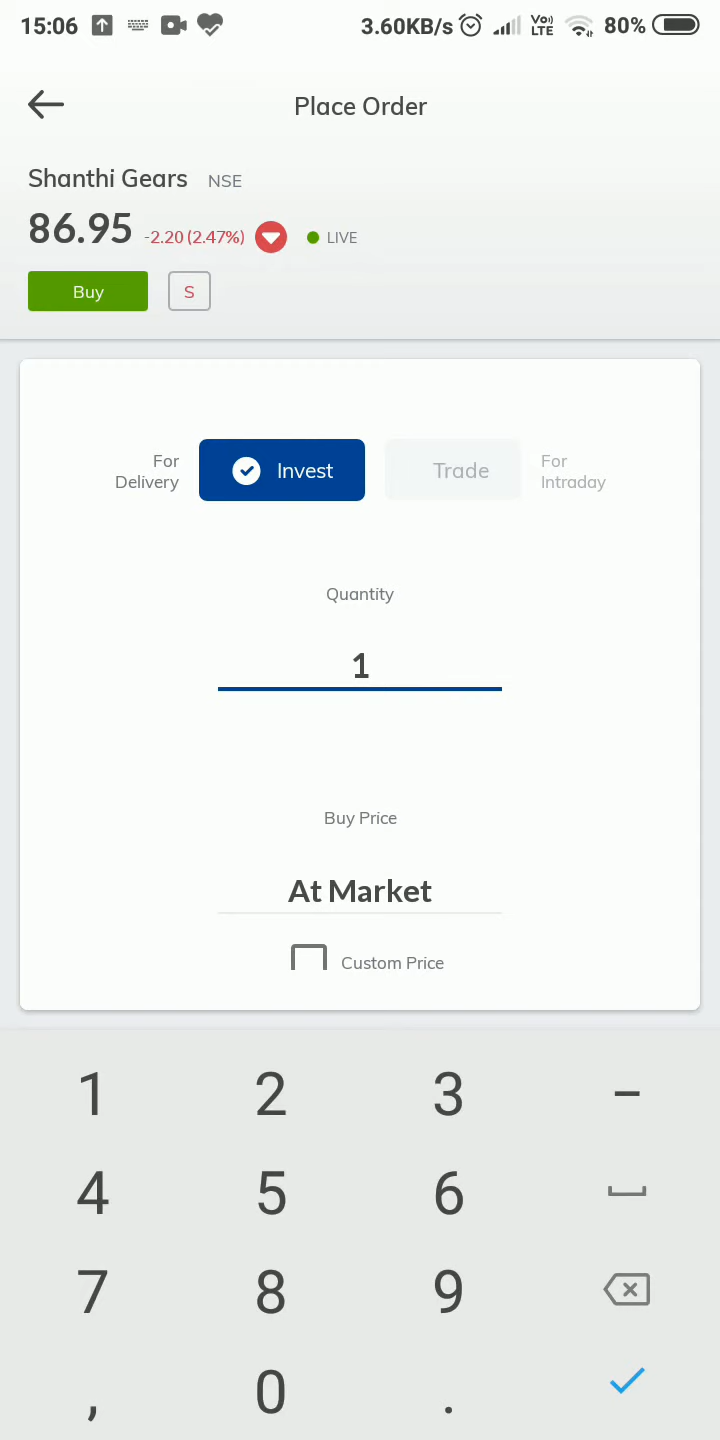 15:06 3.60KB/s Vo) LTE 80%
Place Order
Shanthi Gears NSE
86.95 -2.20 (2.47%) LIVE
Buy S
For Delivery Invest Trade For Intraday
Quantity
1
Buy Price
At Market
Custom Price
1 2 3 −
4 5 6
7 8 9
, 0 .